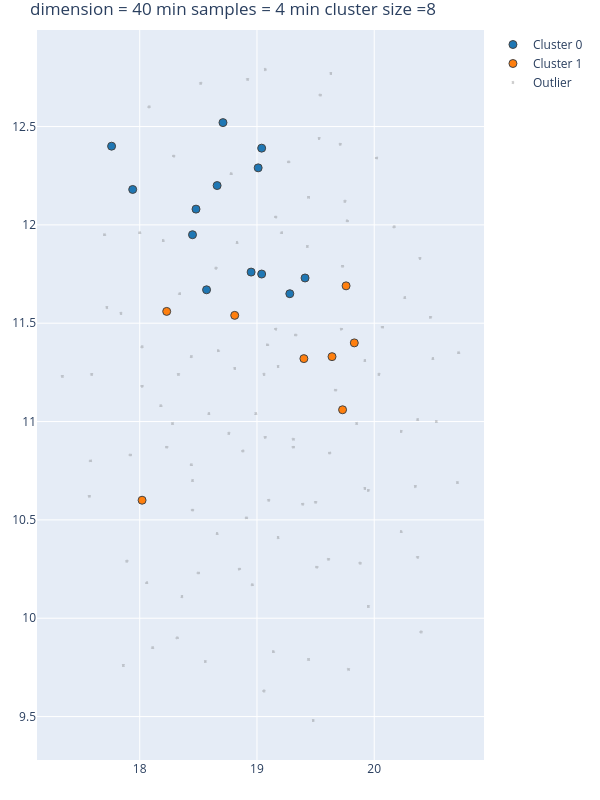 dimension = 40 min samples = 4 min cluster size =8
Cluster 0
Cluster 1
Outlier
12.5
12
11.5
11
10.5
10
9.5
18
19
20